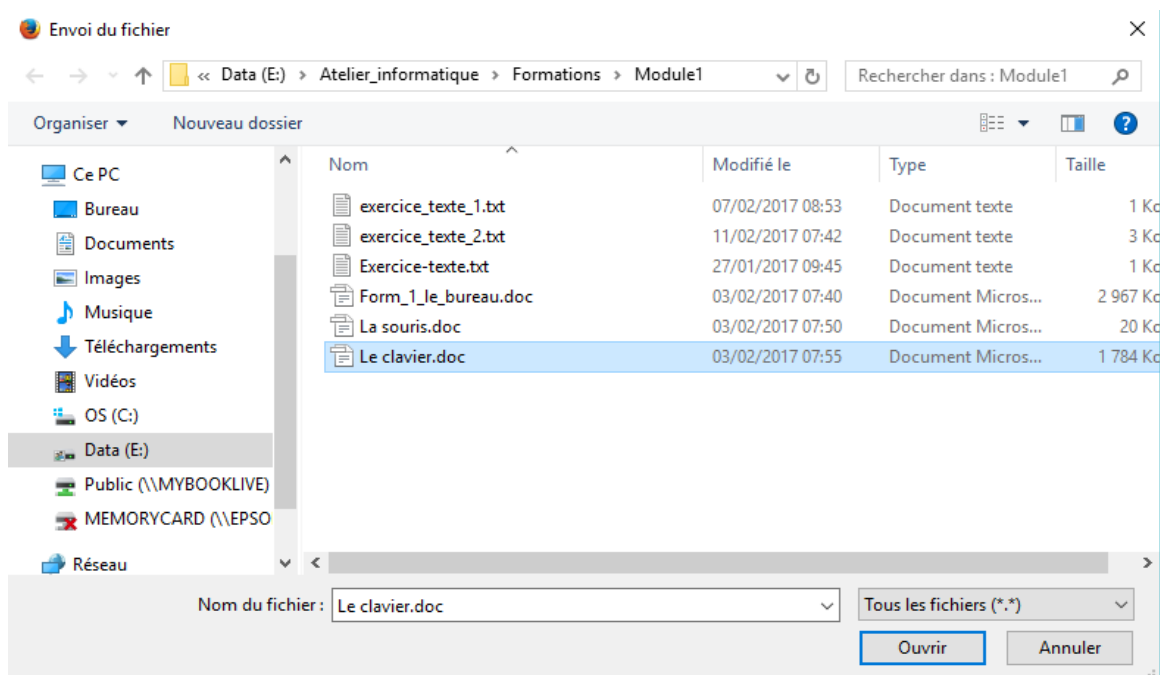 Envoi du fichier
« Data (E:) > Atelier_informatique > Formations > Module1
Rechercher dans : Module1
Organiser
Nouveau dossier
Ce PC
Bureau
Documents
Images
Musique
Téléchargements
Vidéos
OS (C:)
Data (E:)
Public (\\MYBOOKLIVE)
MEMORYCARD (\\EPSO
Réseau
Nom Modifié le Type Taille
exercice_texte_1.txt 07/02/2017 08:53 Document texte 1 Ko
exercice_texte_2.txt 11/02/2017 07:42 Document texte 3 Ko
Exercice-texte.txt 27/01/2017 09:45 Document texte 1 Ko
Form_1_le_bureau.doc 03/02/2017 07:40 Document Micros... 2 967 Ko
La souris.doc 03/02/2017 07:50 Document Micros... 20 Ko
Le clavier.doc 03/02/2017 07:55 Document Micros... 1 784 Ko
Nom du fichier : Le clavier.doc
Tous les fichiers (*.*)
Ouvrir
Annuler